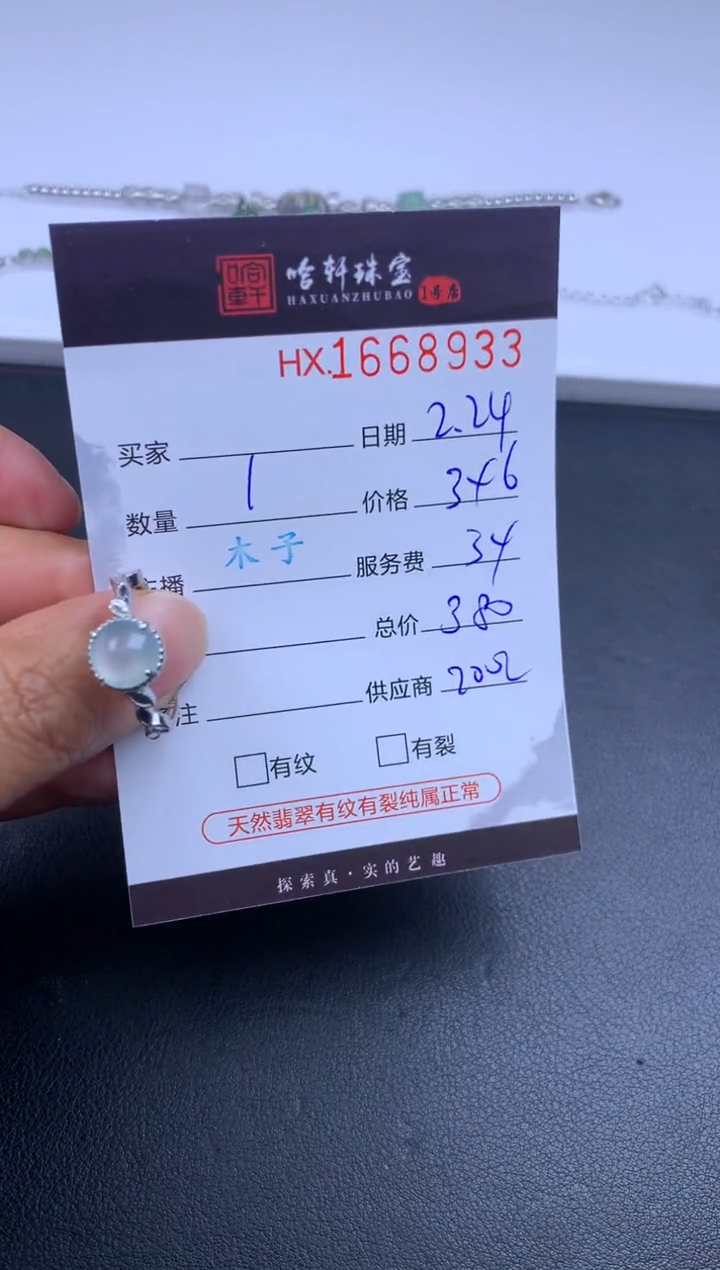 哈轩珠宝
HAXUANZHUBAO 1号店
HX.1668933
买家 日期 2.24
数量 1 价格 346
主播 木子 服务费 34
总价 380
注 供应商
有纹 有裂
天然翡翠有纹有裂纯属正常
探索真·实的艺趣